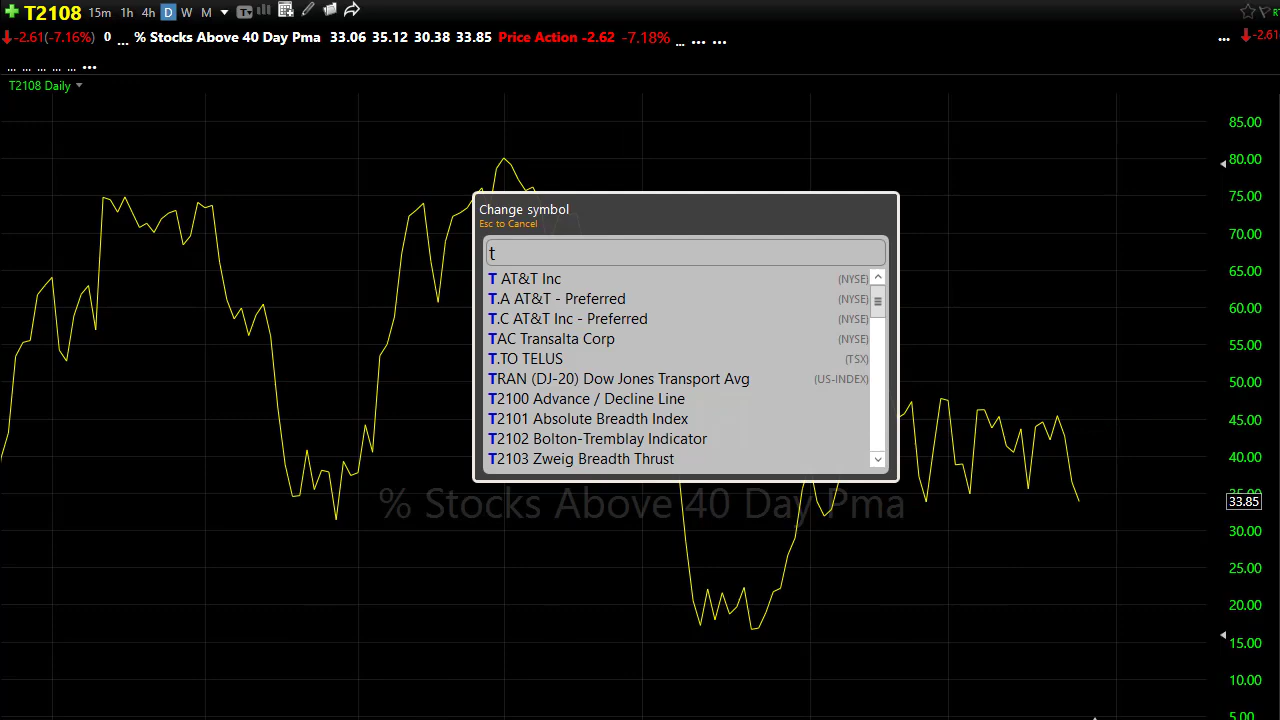 T2108 15m 1h 4h D W M T
-2.61(-7.16%) 0 ... % Stocks Above 40 Day Pma 33.06 35.12 30.38 33.85 Price Action -2.62 -7.18% ... ... ... ... -2.61
... ... ... ... ... ...
T2108 Daily
85.00
80.00
75.00
70.00
65.00
60.00
55.00
50.00
45.00
40.00
35.00
33.85
30.00
25.00
20.00
15.00
10.00
5.00
Change symbol
Esc to Cancel
t
T AT&T Inc (NYSE)
T.A AT&T - Preferred (NYSE)
T.C AT&T Inc - Preferred (NYSE)
TAC Transalta Corp (NYSE)
T.TO TELUS (TSX)
TRAN (DJ-20) Dow Jones Transport Avg (US-INDEX)
T2100 Advance / Decline Line
T2101 Absolute Breadth Index
T2102 Bolton-Tremblay Indicator
T2103 Zweig Breadth Thrust
% Stocks Above 40 Day Pma